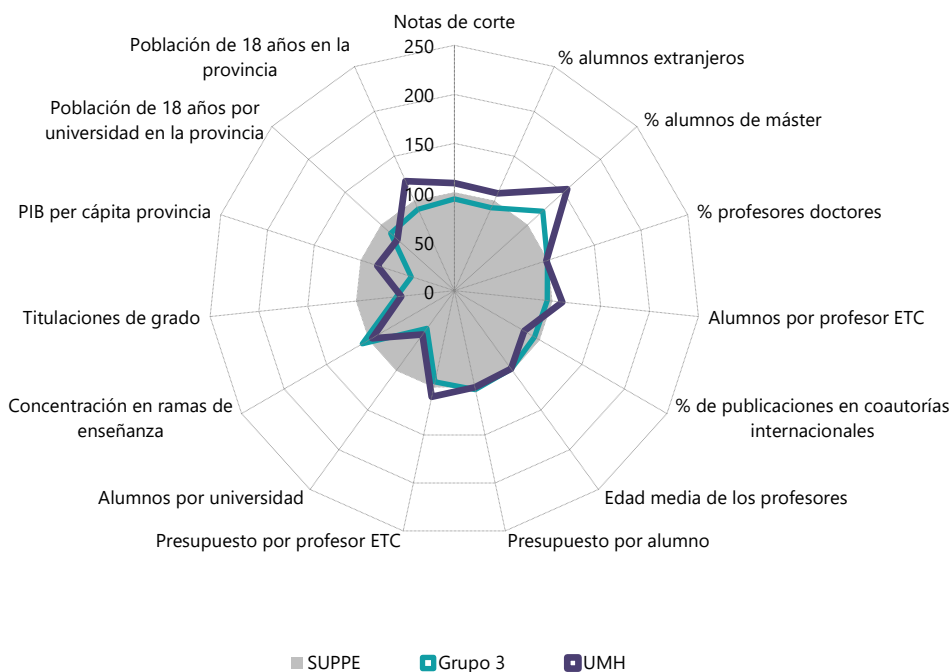 Notas de corte
250
Población de 18 años en la
provincia
% alumnos extranjeros
200
Población de 18 años por
universidad en la provincia
% alumnos de máster
150
PIB per cápita provincia
100
% profesores doctores
50
0
Titulaciones de grado
Alumnos por profesor ETC
Concentración en ramas de
enseñanza
% de publicaciones en coautorías
internacionales
Alumnos por universidad
Edad media de los profesores
Presupuesto por profesor ETC
Presupuesto por alumno
SUPPE
Grupo 3
UMH